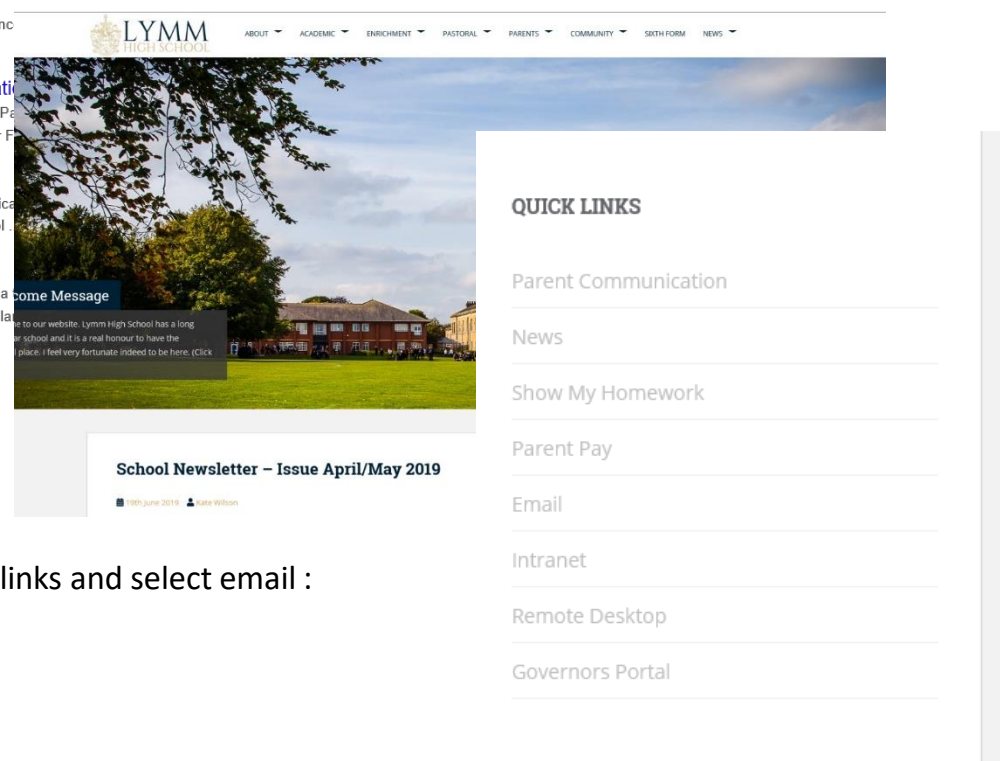 LYMM
HIGH SCHOOL
ABOUT ACADEMIC ENRICHMENT PASTORAL PARENTS COMMUNITY SIXTH FORM NEWS
come Message
e to our website. Lymm High School has a long
ar school and it is a real honour to have the
l place. I feel very fortunate indeed to be here. (Click
School Newsletter – Issue April/May 2019
19th June 2019 Kate Wilson
QUICK LINKS
Parent Communication
News
Show My Homework
Parent Pay
Email
Intranet
Remote Desktop
Governors Portal
links and select email :